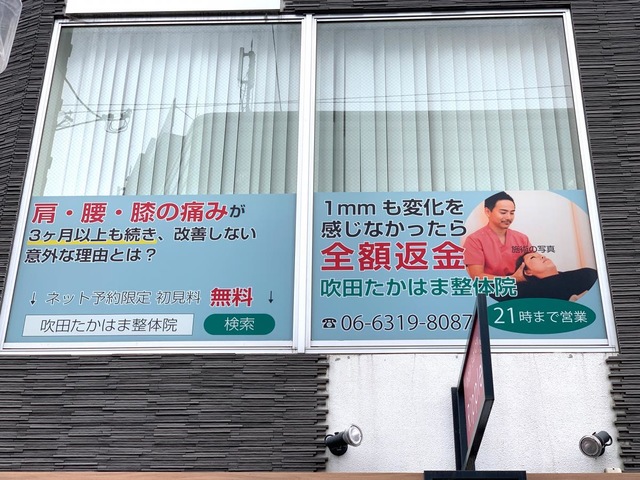 肩・腰・膝の痛みが
3ヶ月以上も続き、改善しない
意外な理由とは？
↓ ネット予約限定 初見料 無料 ↓
吹田たかはま整体院 検索
1mmも変化を
感じなかったら
全額返金
吹田たかはま整体院
☎06-6319-8087
21時まで営業
施術の写真